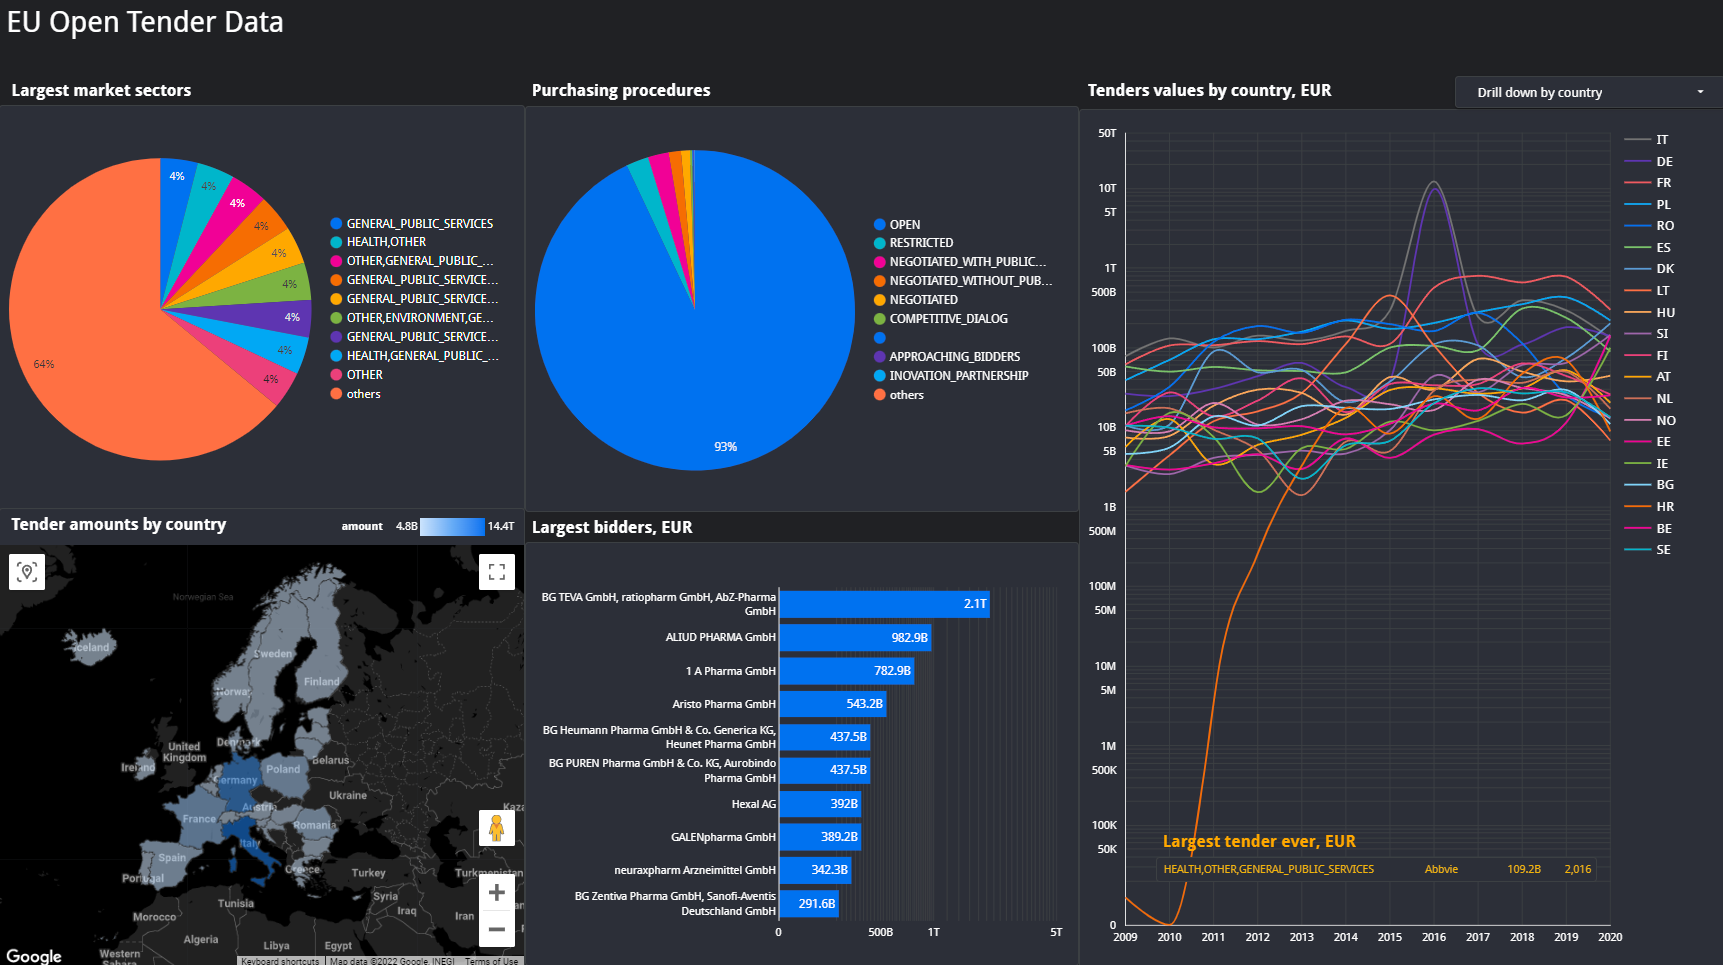 EU Open Tender Data
Largest market sectors
4%
4%
4%
4%
4%
4%
4%
4%
4%
64%
GENERAL_PUBLIC_SERVICES
HEALTH,OTHER
OTHER,GENERAL_PUBLIC_...
GENERAL_PUBLIC_SERVICE...
GENERAL_PUBLIC_SERVICE...
OTHER,ENVIRONMENT,GE...
GENERAL_PUBLIC_SERVICE...
HEALTH,GENERAL_PUBLIC_...
OTHER
others
Purchasing procedures
93%
OPEN
RESTRICTED
NEGOTIATED_WITH_PUBLIC...
NEGOTIATED_WITHOUT_PUB...
NEGOTIATED
COMPETITIVE_DIALOG
APPROACHING_BIDDERS
INOVATION_PARTNERSHIP
others
Tenders values by country, EUR
Drill down by country
50T
10T
5T
1T
500B
100B
50B
10B
5B
1B
500M
100M
50M
10M
5M
1M
500K
100K
50K
0
2009 2010 2011 2012 2013 2014 2015 2016 2017 2018 2019 2020
IT
DE
FR
PL
RO
ES
DK
LT
HU
SI
FI
AT
NL
NO
EE
IE
BG
HR
BE
SE
Largest tender ever, EUR
HEALTH,OTHER,GENERAL_PUBLIC_SERVICES Abbvie 109.2B 2,016
Tender amounts by country
amount 4.8B 14.4T
Norwegian Sea
Iceland
Sweden
Finland
Norway
Denmark
United
Kingdom
Ireland
Belarus
Poland
Germany
Ukraine
Austria
France
Romania
Italy
Spain
Portugal
Greece
Turkey
Turkmenistan
Syria
Iraq
Iran
Tunisia
Morocco
Algeria
Libya
Egypt
Western
Sahara
Google
Keyboard shortcuts Map data ©2022 Google, INEGI Terms of Use
Largest bidders, EUR
BG TEVA GmbH, ratiopharm GmbH, AbZ-Pharma
GmbH
2.1T
ALIUD PHARMA GmbH 982.9B
1 A Pharma GmbH 782.9B
Aristo Pharma GmbH 543.2B
BG Heumann Pharma GmbH & Co. Generica KG,
Heunet Pharma GmbH
437.5B
BG PUREN Pharma GmbH & Co. KG, Aurobindo
Pharma GmbH
437.5B
Hexal AG 392B
GALENpharma GmbH 389.2B
neuraxpharm Arzneimittel GmbH 342.3B
BG Zentiva Pharma GmbH, Sanofi-Aventis
Deutschland GmbH
291.6B
0 500B 1T 5T